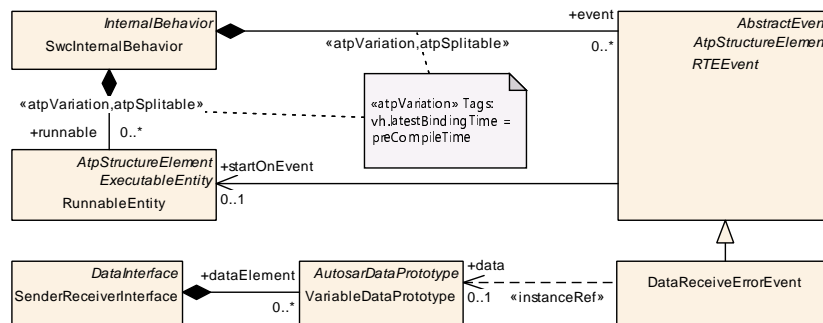 InternalBehavior
SwcInternalBehavior
+event
«atpVariation,atpSplitable»
0..*
AbstractEvent
AtpStructureElement
RTEEvent
«atpVariation» Tags:
vh.latestBindingTime =
preCompileTime
«atpVariation,atpSplitable»
+runnable 0..*
AtpStructureElement
ExecutableEntity
RunnableEntity
+startOnEvent
0..1
DataInterface
SenderReceiverInterface
+dataElement
0..*
AutosarDataPrototype
VariableDataPrototype
+data
0..1
«instanceRef»
DataReceiveErrorEvent